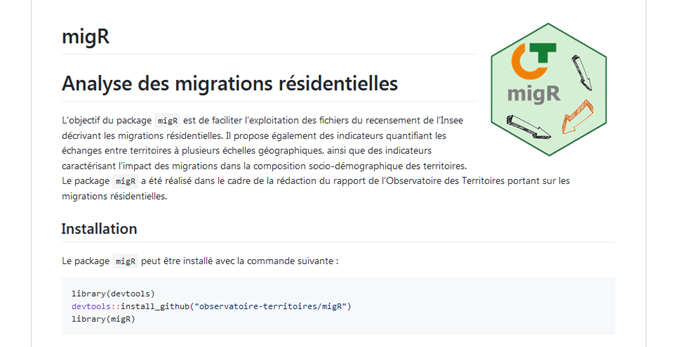 migR
migR
Analyse des migrations résidentielles
L'objectif du package migR est de faciliter l'exploitation des fichiers du recensement de l'Insee
décrivant les migrations résidentielles. Il propose également des indicateurs quantifiant les
échanges entre territoires à plusieurs échelles géographiques, ainsi que des indicateurs
caractérisant l'impact des migrations dans la composition socio-démographique des territoires.
Le package migR a été réalisé dans le cadre de la rédaction du rapport de l'Observatoire des Territoires portant sur les
migrations résidentielles.
Installation
Le package migR peut être installé avec la commande suivante :
library(devtools)
devtools::install_github("observatoire-territoires/migR")
library(migR)